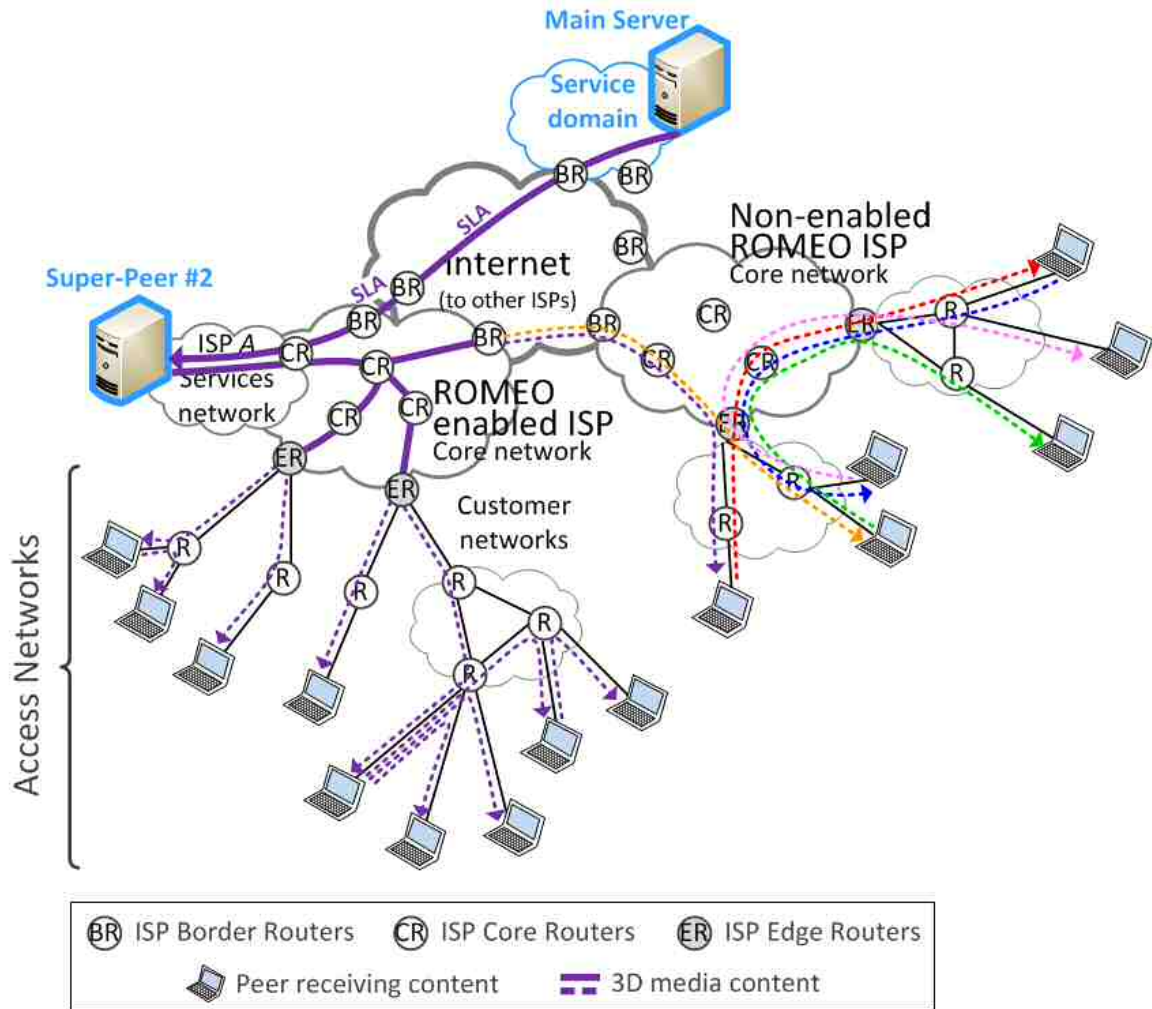 Main Server
Service
domain
BR
BR
SLA
Non-enabled
ROMEO ISP
Core network
BR
Internet
(to other ISPs)
Super-Peer #2
SLA
BR
BR
BR
BR
CR
ER
R
ISP A
CR
CR
CR
CR
R
Services
network
ROMEO
enabled ISP
Core network
CR
CR
ER
ER
R
ER
Customer
networks
R
R
R
R
R
R
R
Access Networks
BR ISP Border Routers
CR ISP Core Routers
ER ISP Edge Routers
Peer receiving content
3D media content